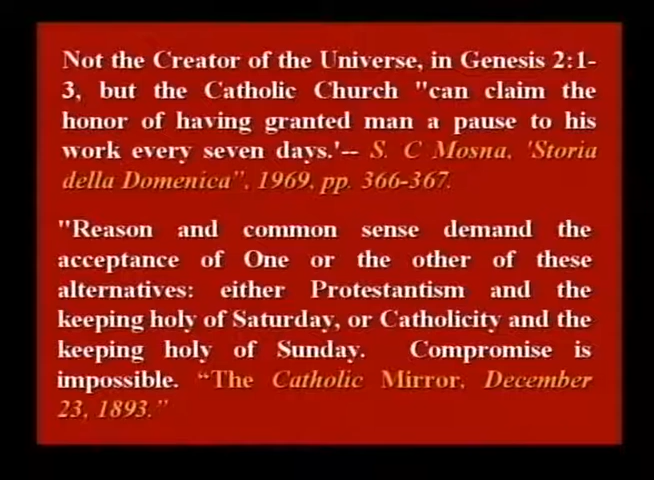 Not the Creator of the Universe, in Genesis 2:1-
3, but the Catholic Church "can claim the
honor of having granted man a pause to his
work every seven days.'-- S. C Mosna, 'Storia
della Domenica", 1969, pp. 366-367.
"Reason and common sense demand the
acceptance of One or the other of these
alternatives: either Protestantism and the
keeping holy of Saturday, or Catholicity and the
keeping holy of Sunday. Compromise is
impossible. “The Catholic Mirror, December
23, 1893.”